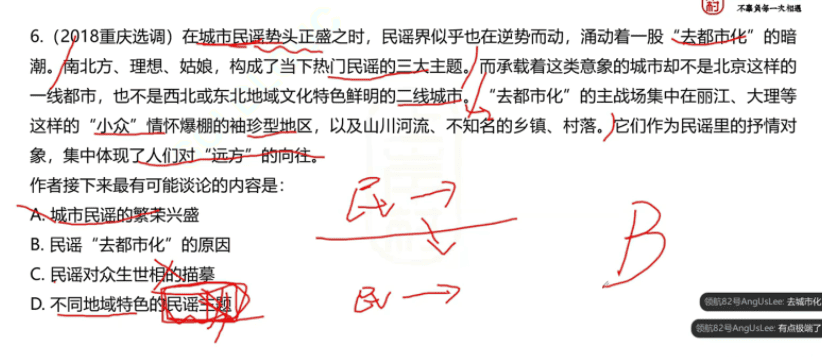 不辜负每一次相遇
6.（2018重庆选调）在城市民谣势头正盛之时，民谣界似乎也在逆势而动，涌动着一股“去都市化”的暗
潮。南北方、理想、姑娘，构成了当下热门民谣的三大主题。而承载着这类意象的城市却不是北京这样的
一线都市，也不是西北或东北地域文化特色鲜明的二线城市。“去都市化”的主战场集中在丽江、大理等
这样的“小众”情怀爆棚的袖珍型地区，以及山川河流、不知名的乡镇、村落。它们作为民谣里的抒情对
象，集中体现了人们对“远方”的向往。
作者接下来最有可能谈论的内容是：
A. 城市民谣的繁荣兴盛
B. 民谣“去都市化”的原因
C. 民谣对众生世相的描摹
D. 不同地域特色的民谣主题
B
领航82号AngUsLee: 去城市化
领航82号AngUsLee: 有点极端了